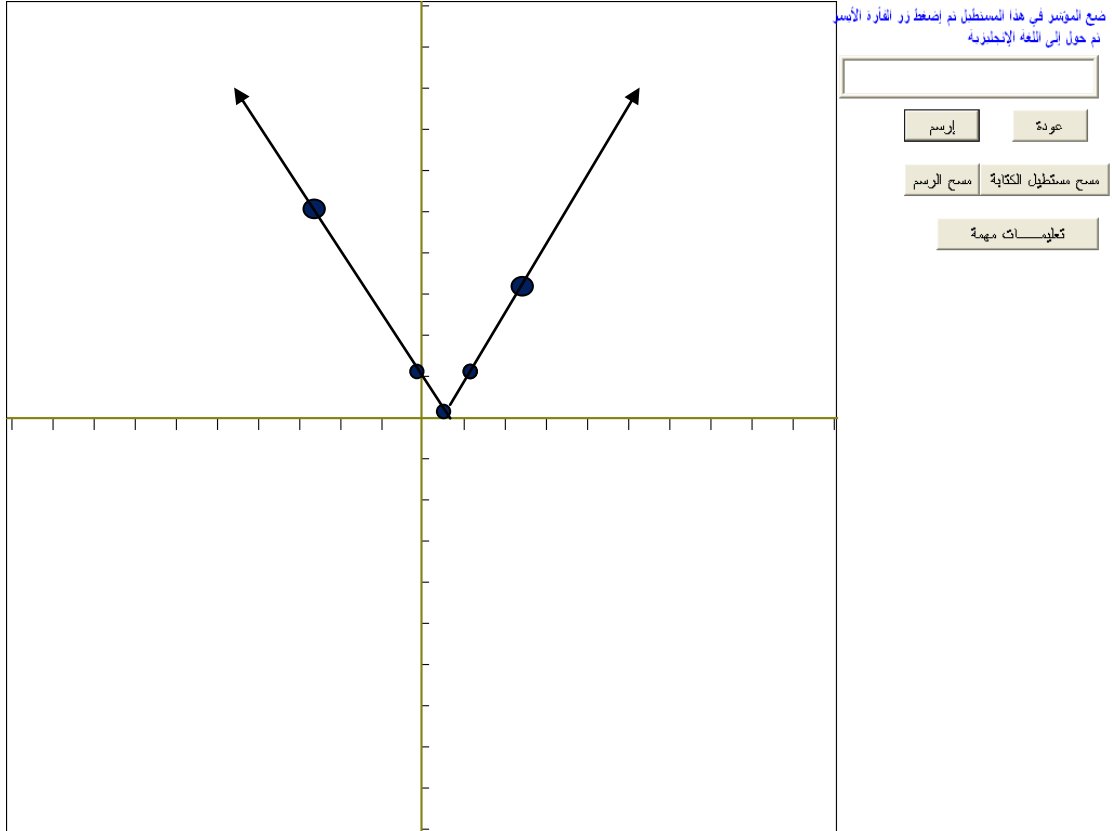 ضع المؤشر في هذا المستطيل ثم إضغط زر الفأرة الأيسر
ثم حول إلى اللغة الإنجليزية
عودة
إرسم
مسح مستطيل الكتابة
مسح الرسم
تعليمـــــات مهمة